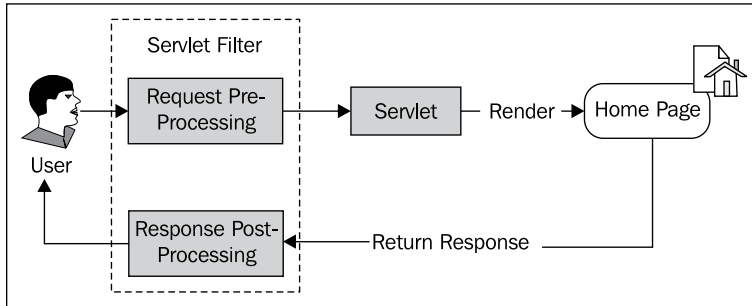 Servlet Filter
Request Pre-
Processing
Servlet
Render
Home Page
User
Response Post-
Processing
Return Response